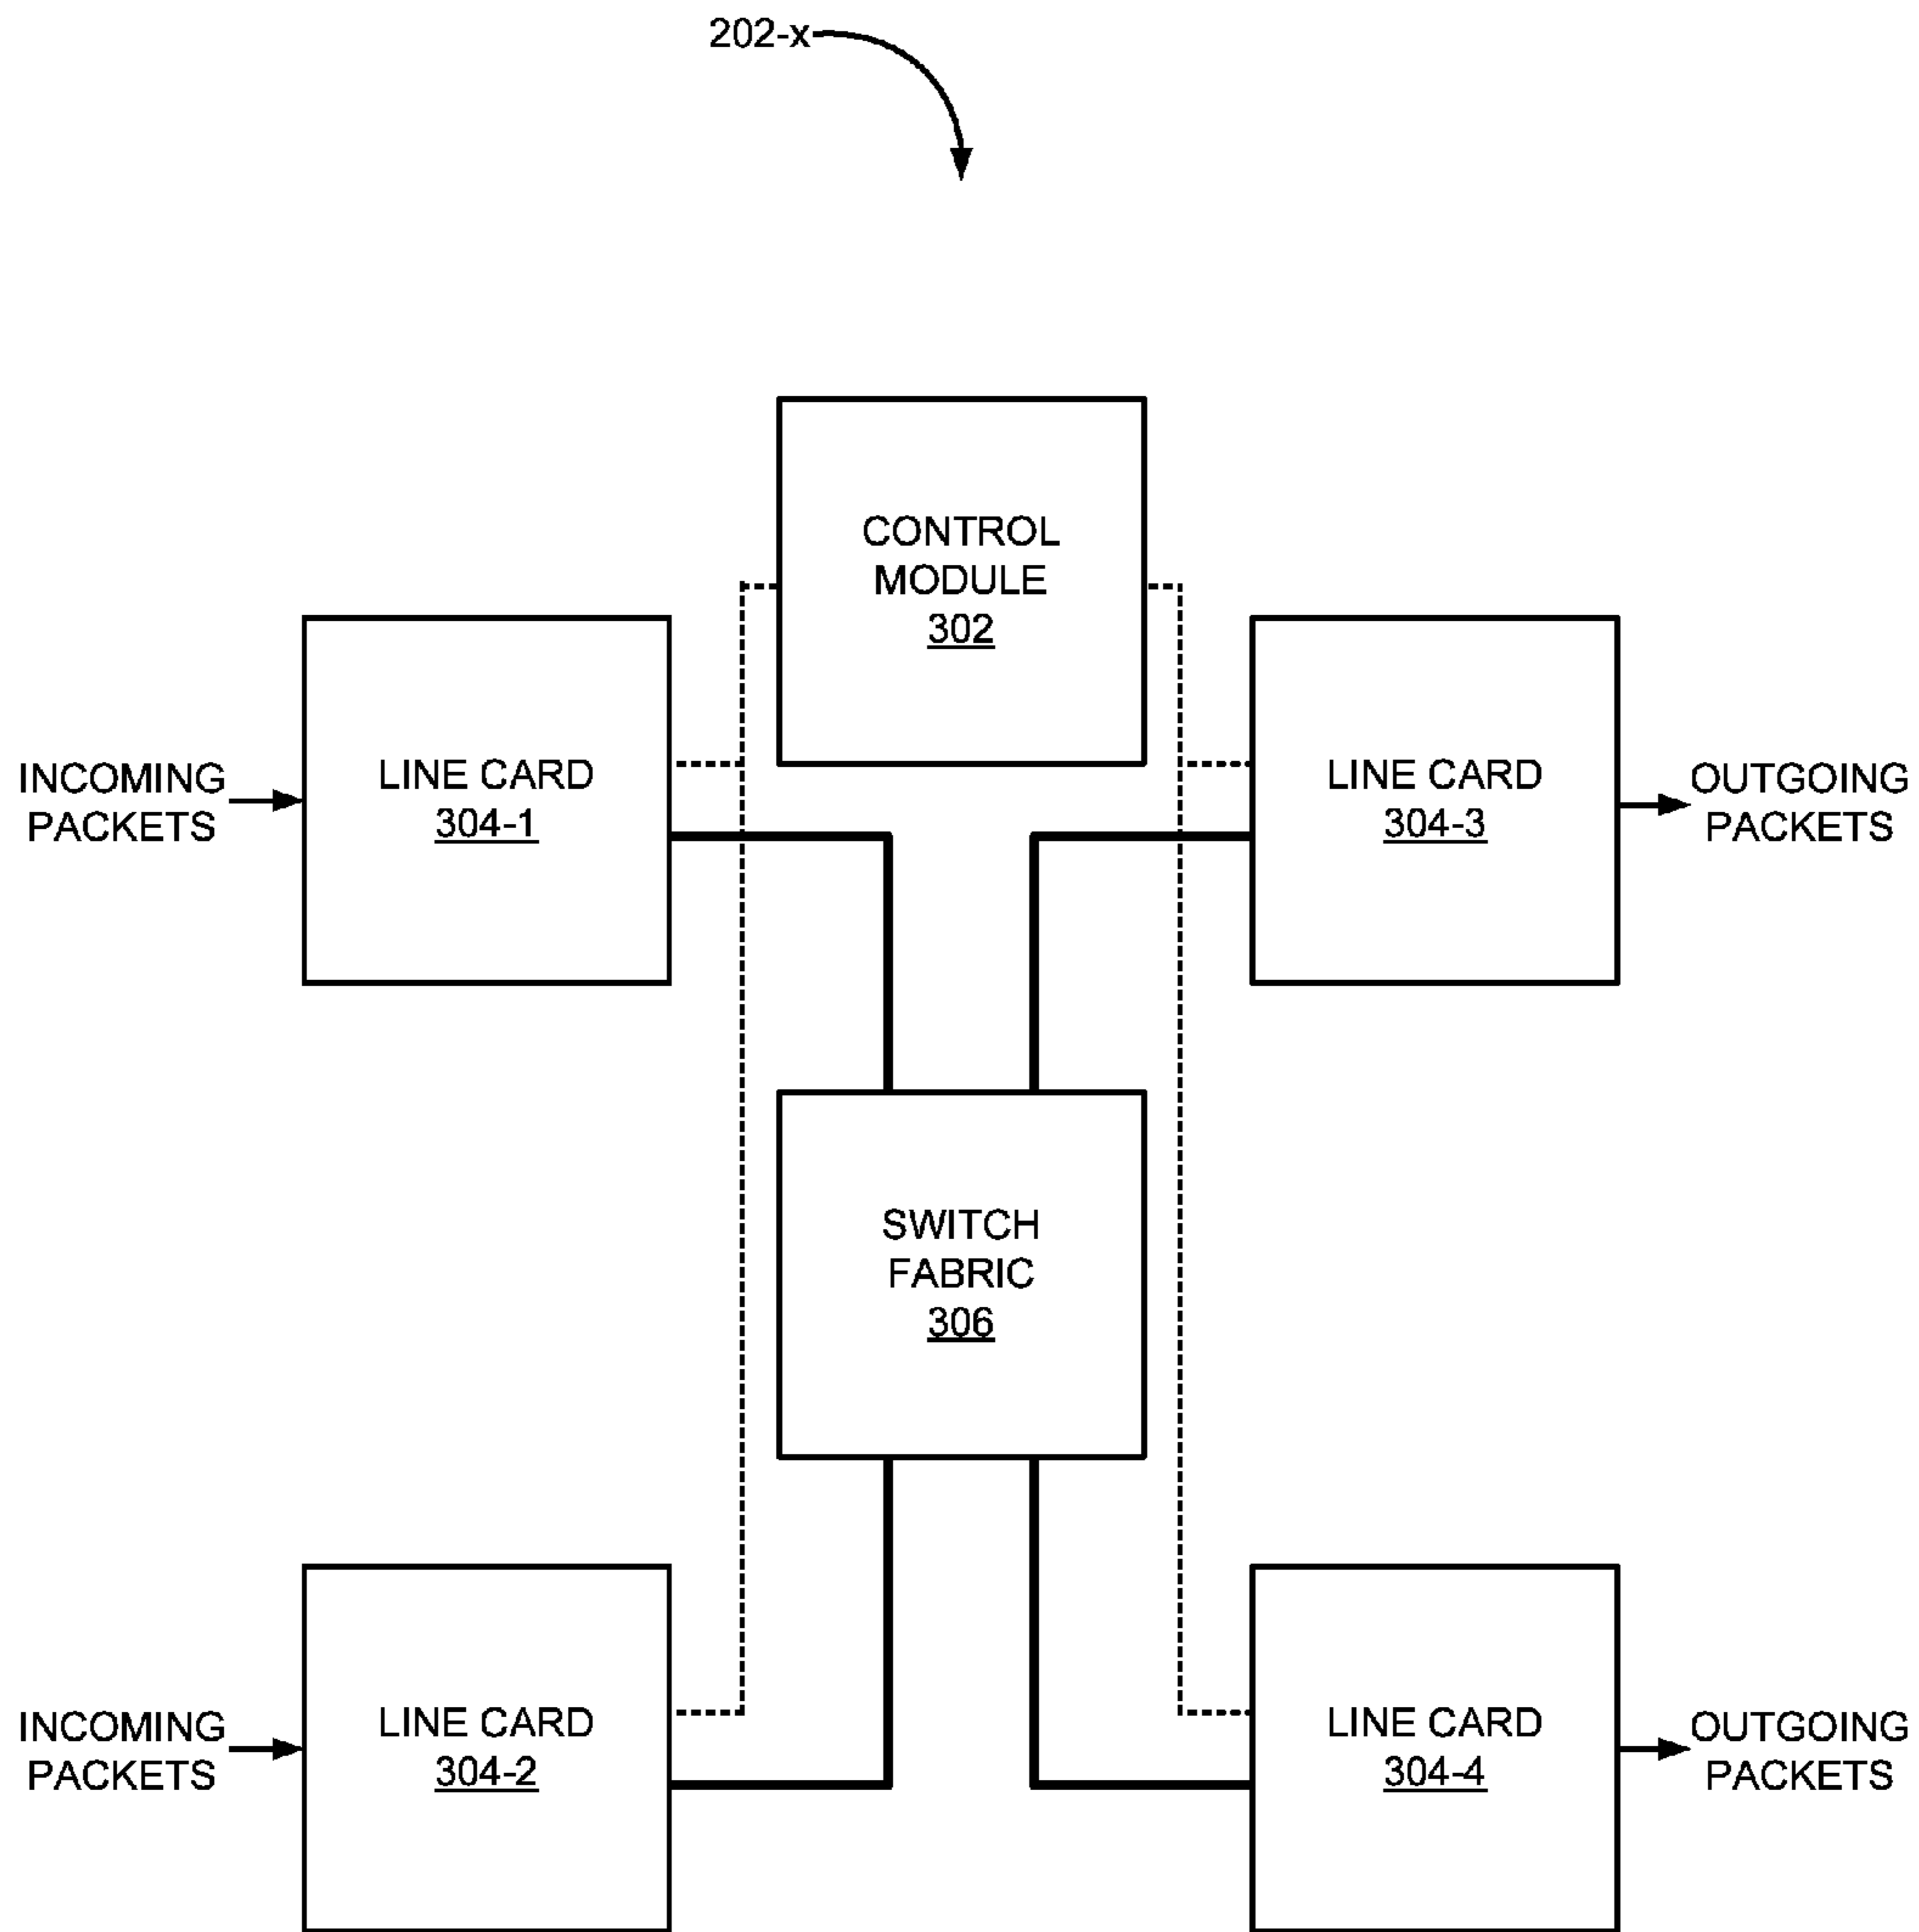 202-x
CONTROL
MODULE
302
INCOMING
PACKETS
LINE CARD
304-1
LINE CARD
304-3
OUTGOING
PACKETS
SWITCH
FABRIC
306
INCOMING
PACKETS
LINE CARD
304-2
LINE CARD
304-4
OUTGOING
PACKETS